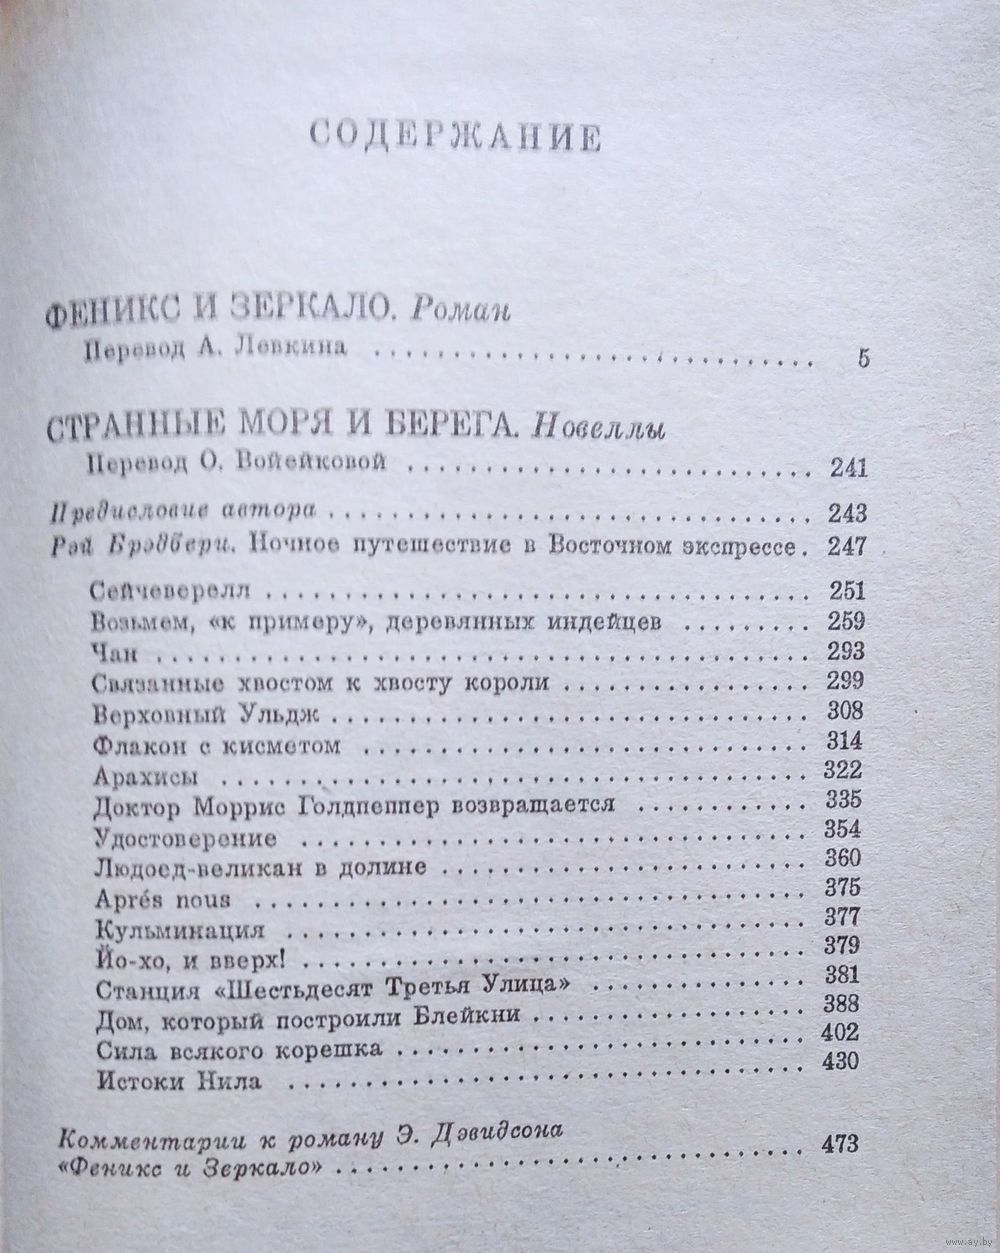 СОДЕРЖАНИЕ
ФЕНИКС И ЗЕРКАЛО. Роман
Перевод А. Левкина .......... 5
СТРАННЫЕ МОРЯ И БЕРЕГА. Новеллы
Перевод О. Войейковой .......... 241
Предисловие автора .......... 243
Рэй Брэдбери. Ночное путешествие в Восточном экспрессе. 247
Сейчеверелл .......... 251
Возьмем, «к примеру», деревянных индейцев .......... 259
Чан .......... 293
Связанные хвостом к хвосту короли .......... 299
Верховный Ульдж .......... 308
Флакон с кисметом .......... 314
Арахисы .......... 322
Доктор Моррис Голдпеппер возвращается .......... 335
Удостоверение .......... 354
Людоед-великан в долине .......... 360
Aprés nous .......... 375
Кульминация .......... 377
Йо-хо, и вверх! .......... 379
Станция «Шестьдесят Третья Улица» .......... 381
Дом, который построили Блейкни .......... 388
Сила всякого корешка .......... 402
Истоки Нила .......... 430
Комментарии к роману Э. Дэвидсона
«Феникс и Зеркало» .......... 473
www.ay.by